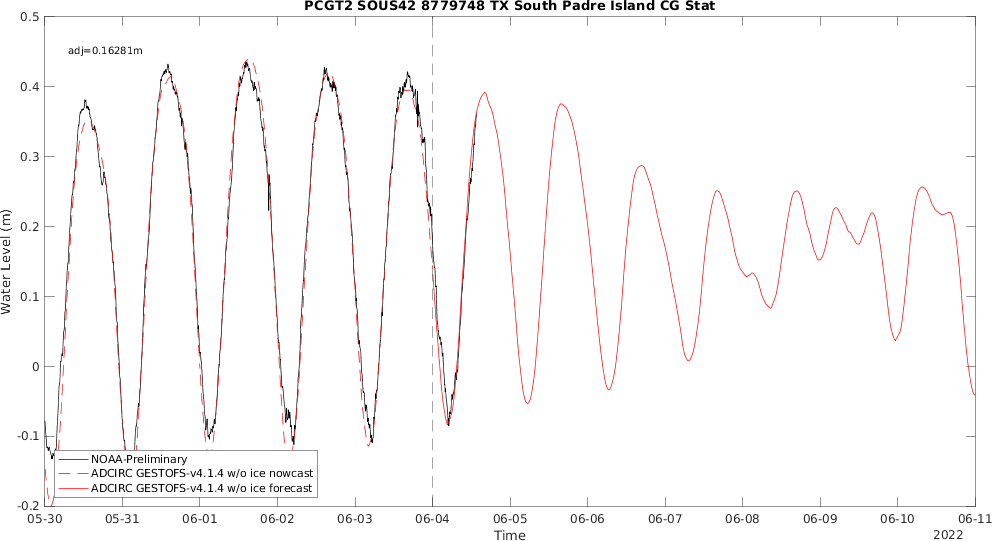 PCGT2 SOUS42 8779748 TX South Padre Island CG Stat
adj=0.16281m
0.5
0.4
0.3
0.2
0.1
0
-0.1
-0.2
Water Level (m)
NOAA-Preliminary
ADCIRC GESTOFS-v4.1.4 w/o ice nowcast
ADCIRC GESTOFS-v4.1.4 w/o ice forecast
05-30 05-31 06-01 06-02 06-03 06-04 06-05 06-06 06-07 06-08 06-09 06-10 06-11
Time
2022